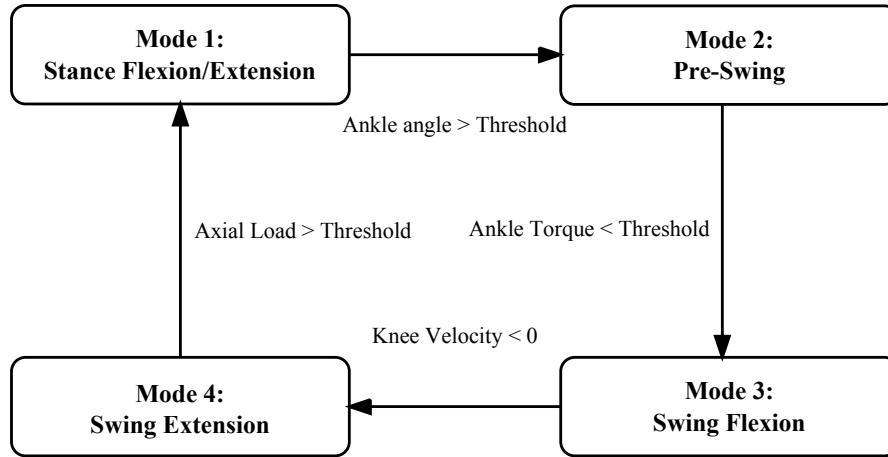 Mode 1:
Stance Flexion/Extension
Mode 2:
Pre-Swing
Ankle angle > Threshold
Axial Load > Threshold
Ankle Torque < Threshold
Knee Velocity < 0
Mode 4:
Swing Extension
Mode 3:
Swing Flexion